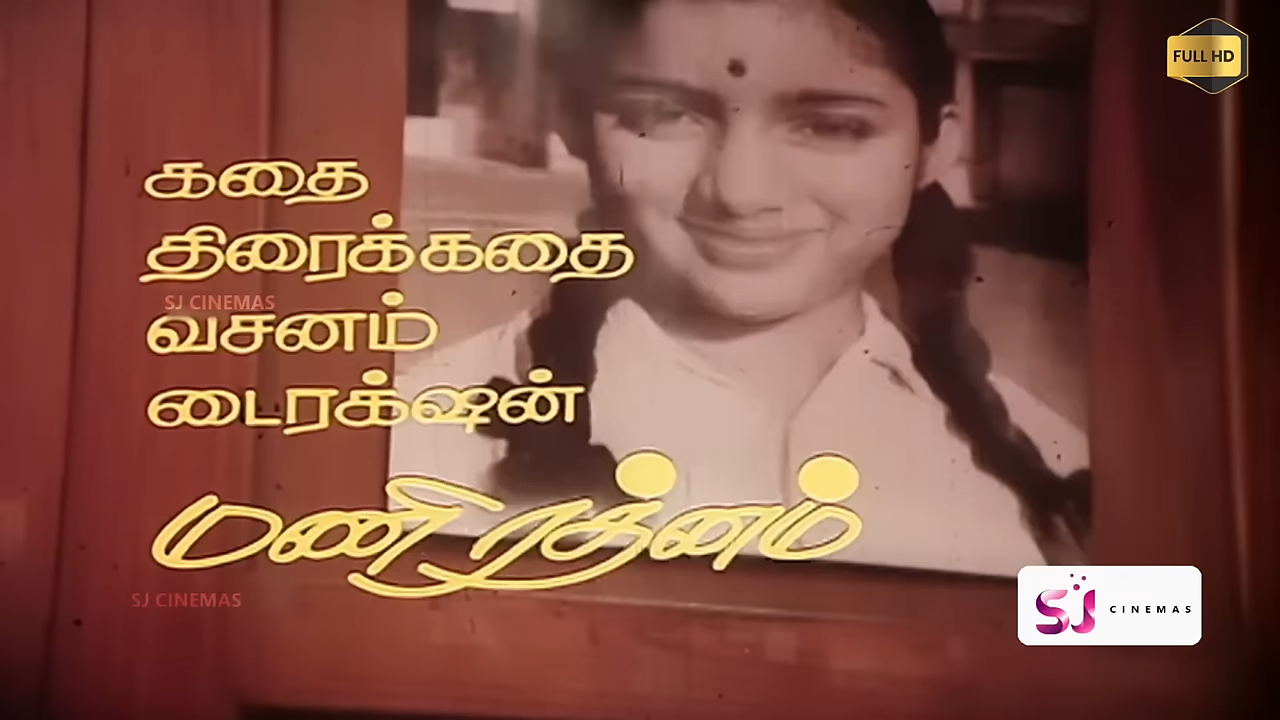 FULL HD
கதை
திரைக்கதை
SJ CINEMAS
வசனம்
டைரக்‌ஷன்
மணி ரத்னம்
SJ CINEMAS
SJ CINEMAS